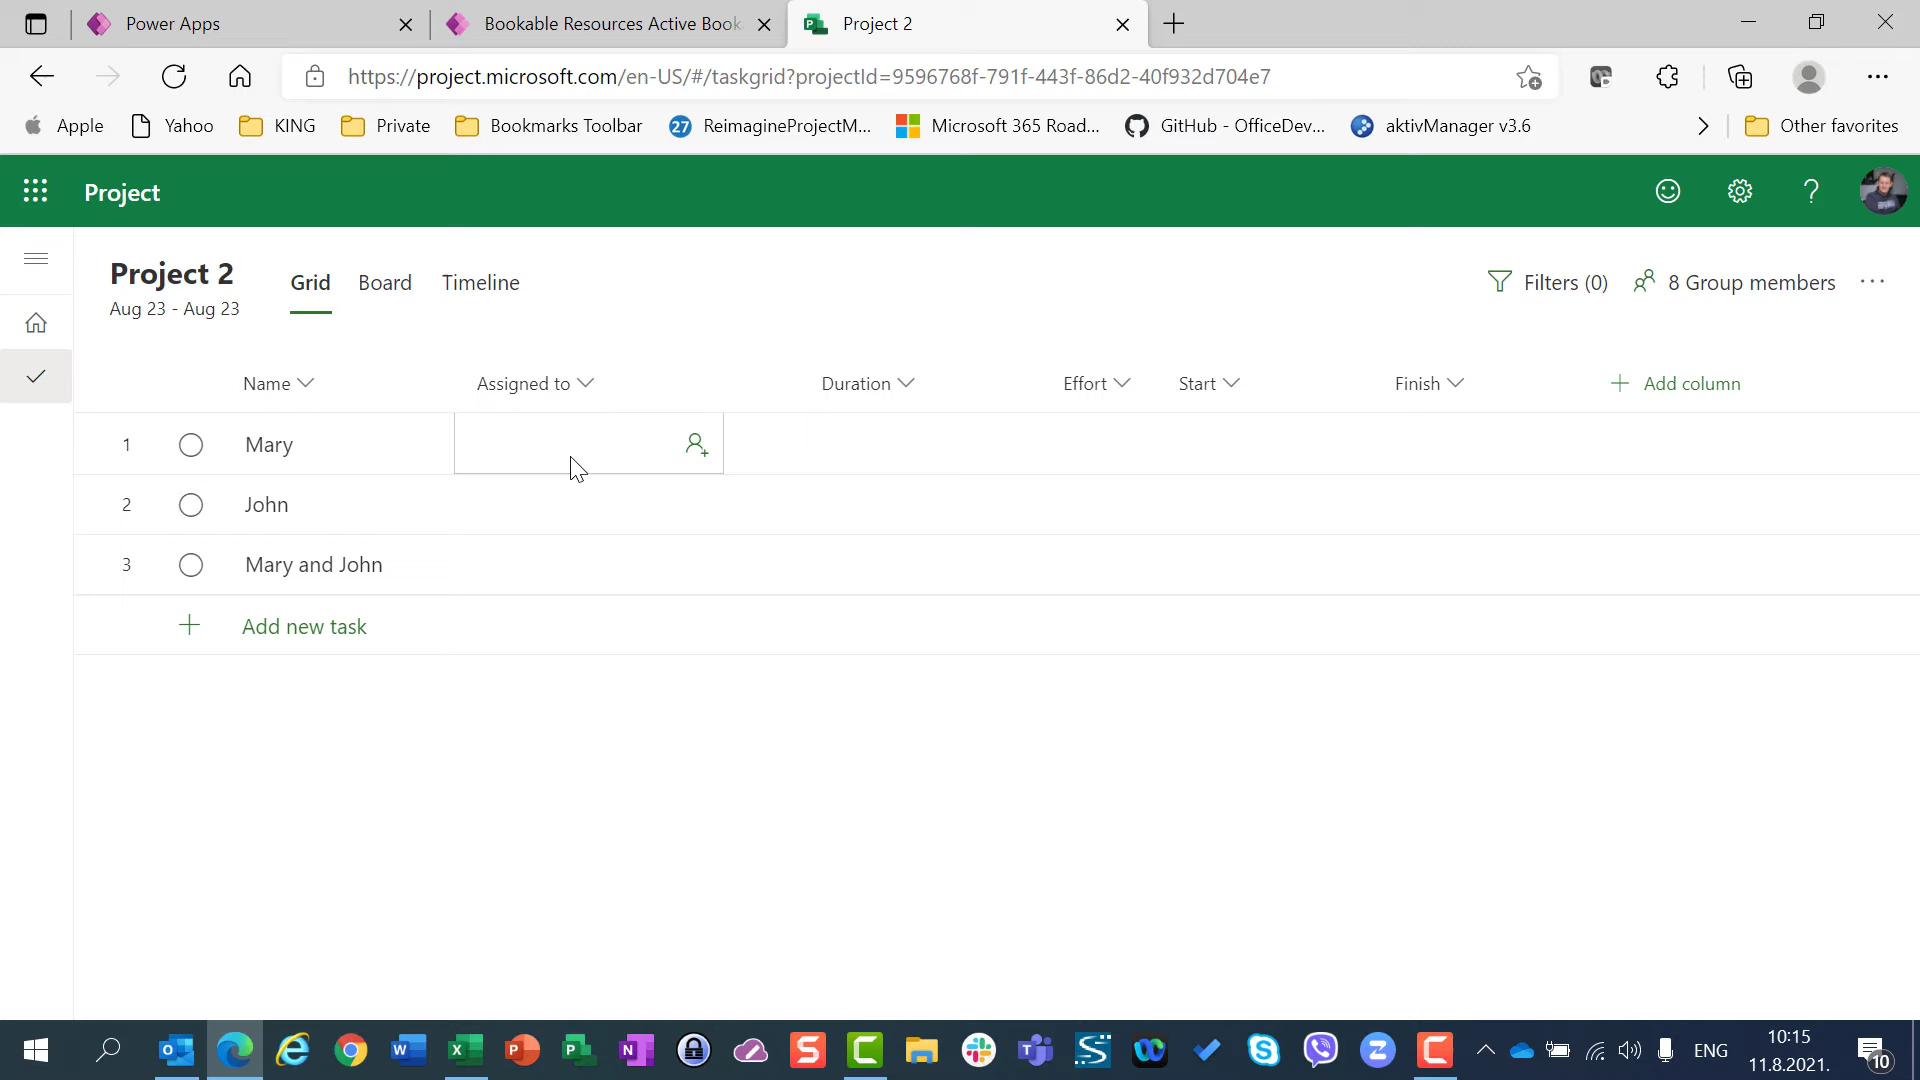 Power Apps
Bookable Resources Active Book
Project 2
https://project.microsoft.com/en-US/#/taskgrid?projectId=9596768f-791f-443f-86d2-40f932d704e7
Apple
Yahoo
KING
Private
Bookmarks Toolbar
27
ReimagineProjectM...
Microsoft 365 Road...
GitHub - OfficeDev...
aktivManager v3.6
Other favorites
Project
Project 2
Aug 23 - Aug 23
Grid
Board
Timeline
Filters (0)
8 Group members
Name
Assigned to
Duration
Effort
Start
Finish
Add column
1
Mary
2
John
3
Mary and John
Add new task
ENG
10:15
11.8.2021.
10